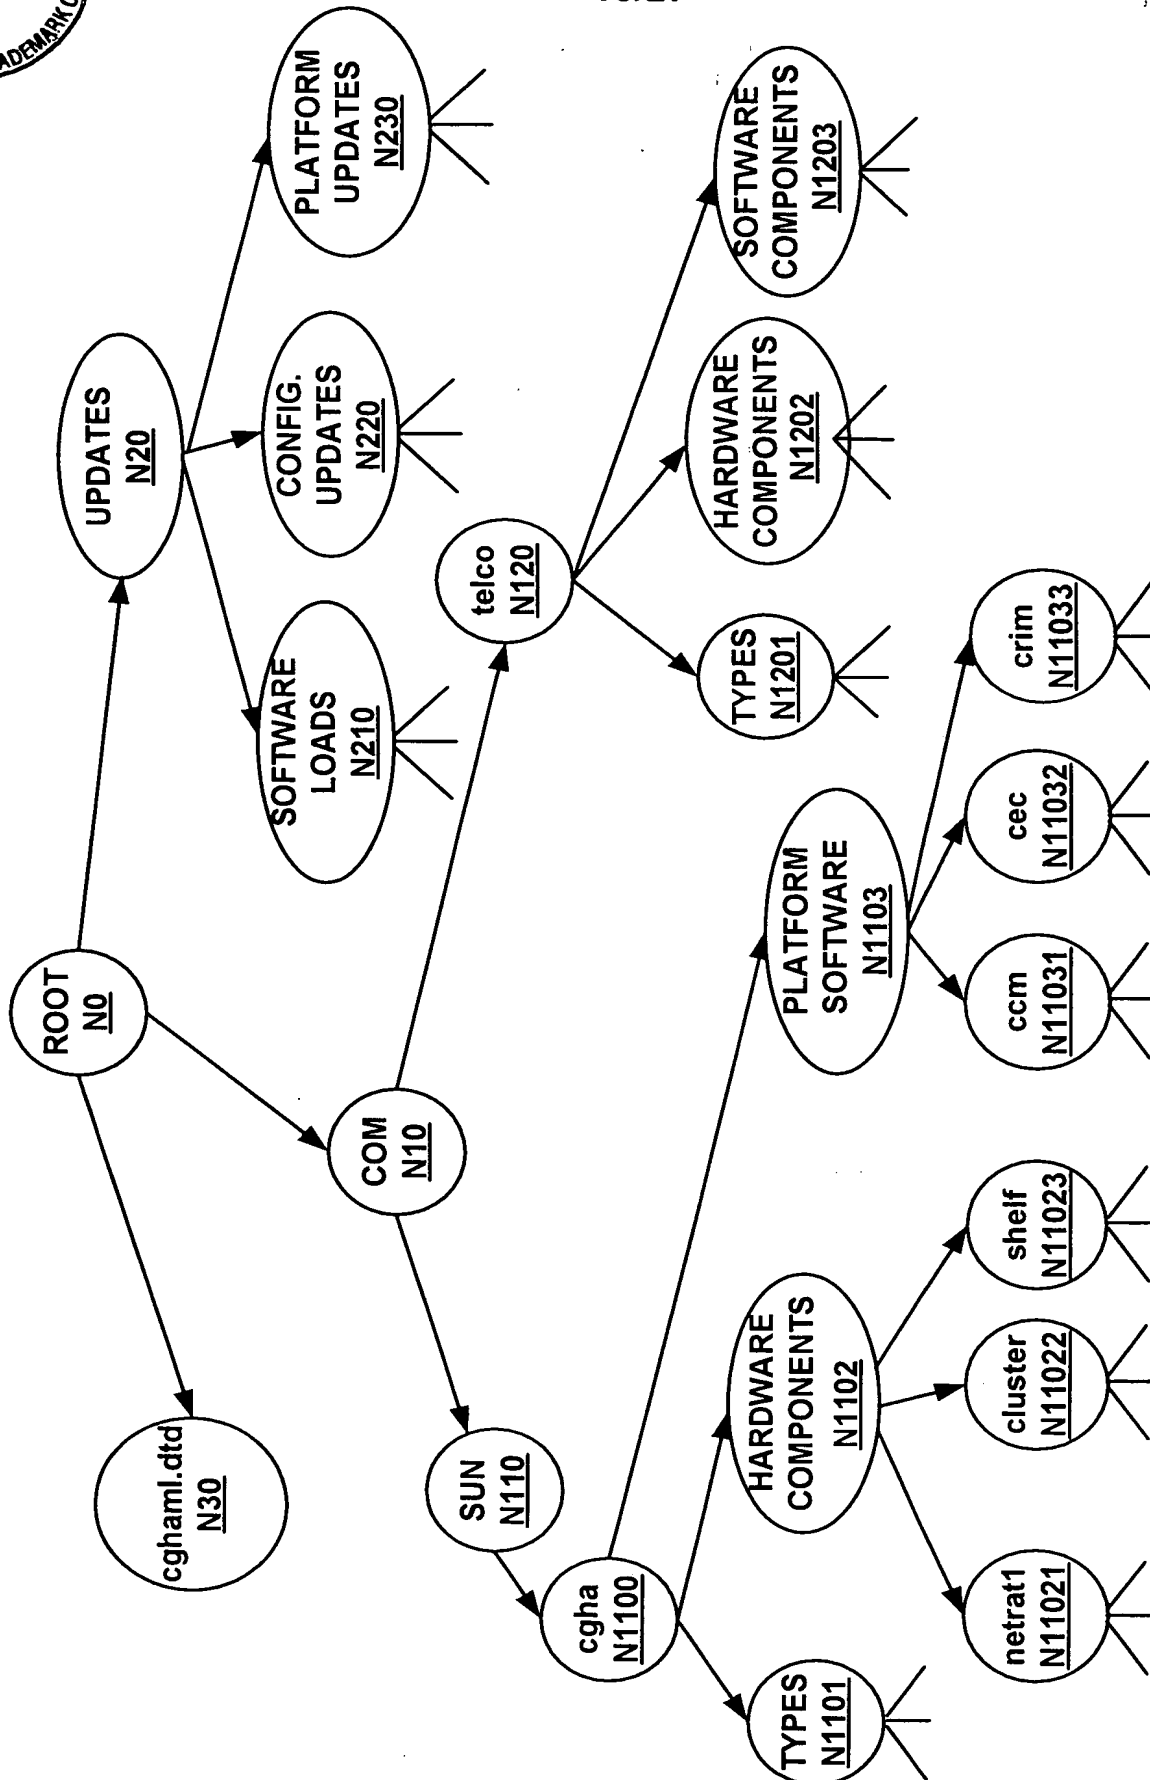 ADEMARK
ROOT
N0
cghaml.dtd
N30
COM
N10
UPDATES
N20
SOFTWARE
LOADS
N210
CONFIG.
UPDATES
N220
PLATFORM
UPDATES
N230
SUN
N110
telco
N120
cgha
N1100
TYPES
N1201
HARDWARE
COMPONENTS
N1202
SOFTWARE
COMPONENTS
N1203
TYPES
N1101
HARDWARE
COMPONENTS
N1102
PLATFORM
SOFTWARE
N1103
netrat1
N11021
cluster
N11022
shelf
N11023
ccm
N11031
cec
N11032
crim
N11033